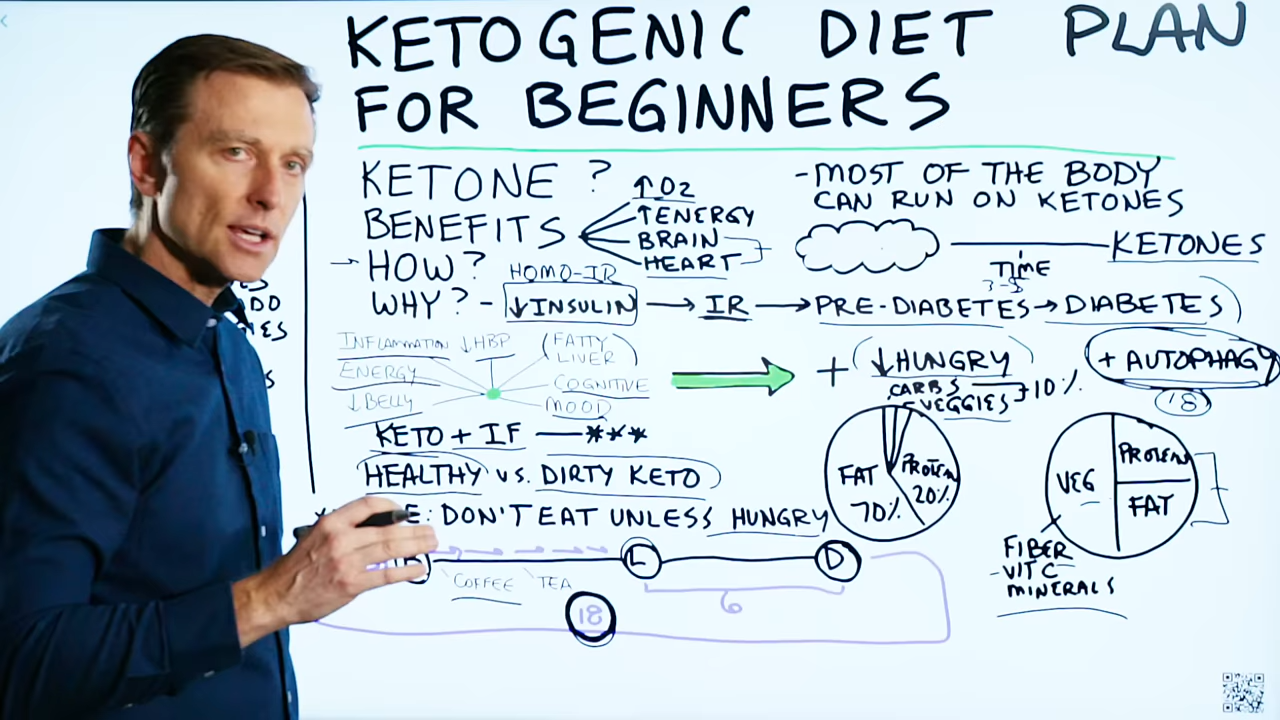 KETOGENIC DIET PLAN
FOR BEGINNERS
KETONE?
BENEFITS
↑O2
↑ENERGY
BRAIN
HEART
- MOST OF THE BODY
CAN RUN ON KETONES
KETONES
TIME
3-5
→ HOW?
HOMO-IR
WHY? - ↓INSULIN → IR → PRE-DIABETES → DIABETES
INFLAMMATION
↓HBP
(FATTY
LIVER)
ENERGY
COGNITIVE
↓BELLY
MOOD
+ (↓HUNGRY)
+ AUTOPHAGY
18
CARBS
VEGGIES
10%
KETO + IF — ***
HEALTHY vs. DIRTY KETO
DON'T EAT UNLESS HUNGRY
FAT
70%
PROTEIN
20%
VEG
PROTEIN
FAT
FIBER
- VIT C
MINERALS
L
D
COFFEE
TEA
6
18